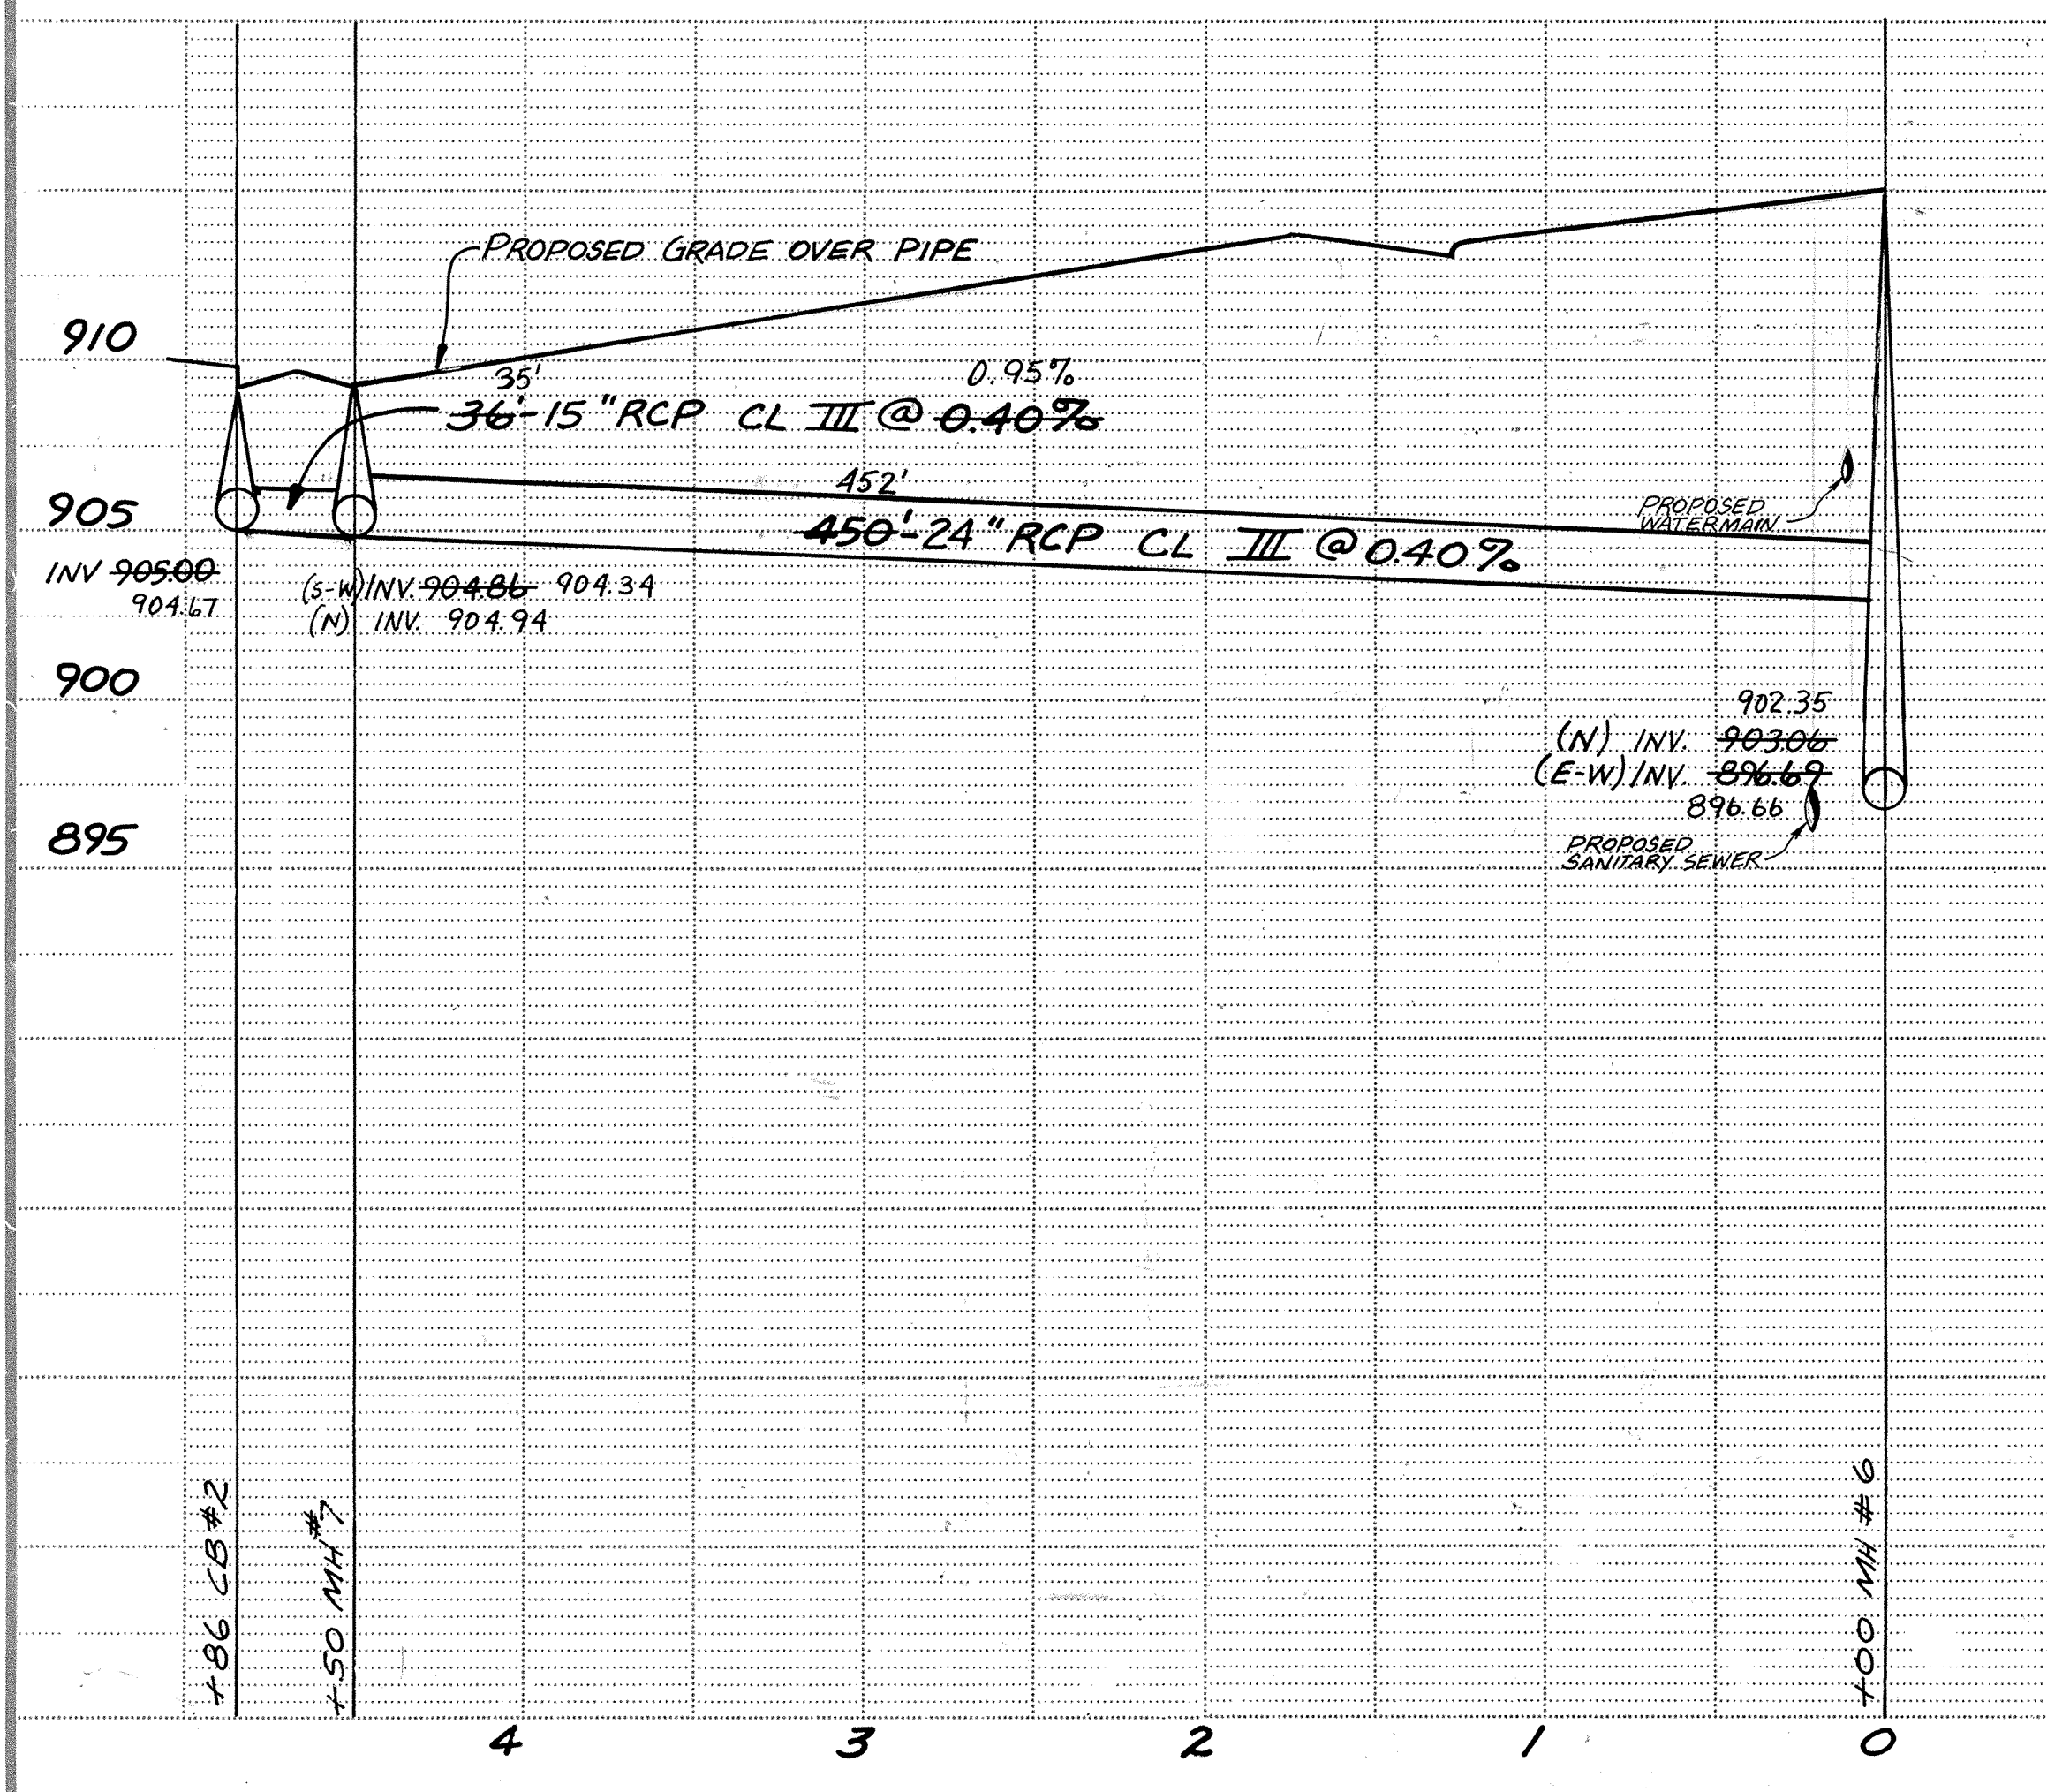 PROPOSED GRADE OVER PIPE
910
35' 0.95%
36'-15" RCP CL III @ 0.40%
905
452'
450'-24" RCP CL III @ 0.40%
PROPOSED
WATERMAIN
INV 905.00
904.67
(S-W) INV. 904.86 904.34
(N) INV. 904.94
900
902.35
(N) INV. 903.06
(E-W) INV. 896.69
896.66
895
PROPOSED
SANITARY SEWER
+86 CB #2
+50 MH #7
+00 MH #6
4 3 2 1 0